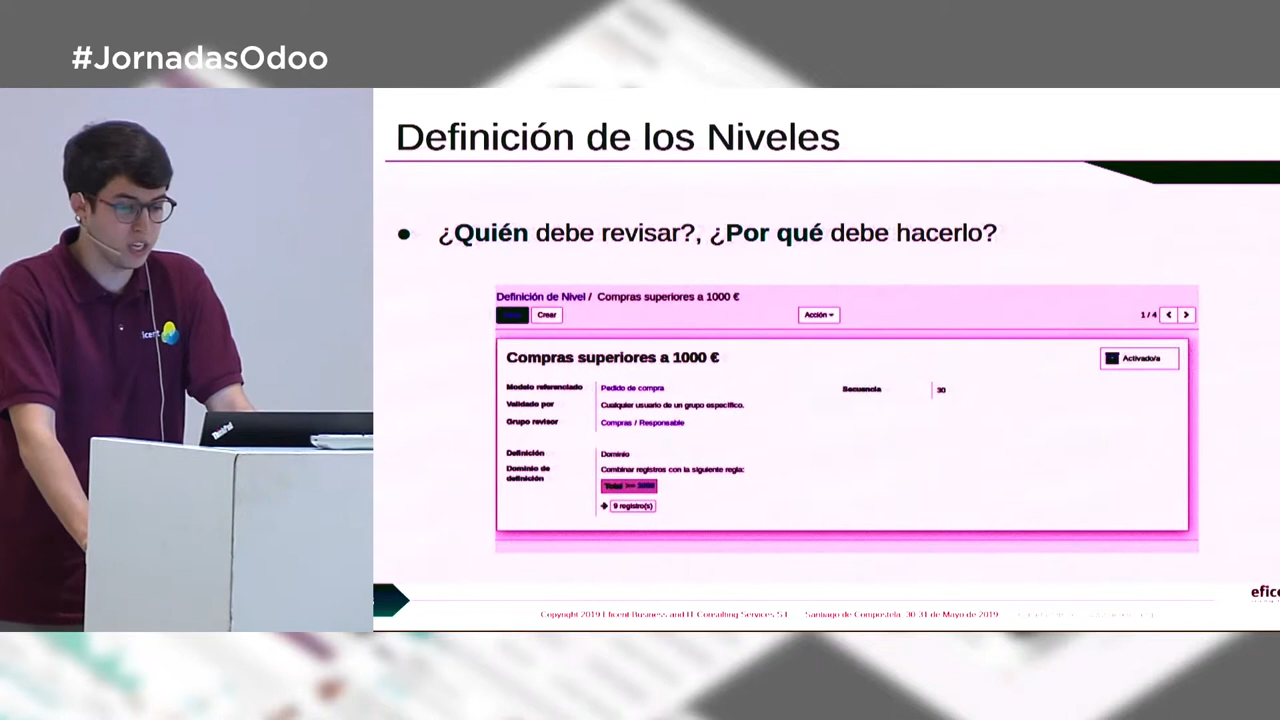 #JornadasOdoo
Definición de los Niveles
¿Quién debe revisar?, ¿Por qué debe hacerlo?
Definición de Nivel / Compras superiores a 1000 €
Crear
Acción
1 / 4
Compras superiores a 1000 €
Activado/a
Modelo referenciado Pedido de compra
Secuencia 30
Validado por Cualquier usuario de un grupo específico.
Grupo revisor Compras / Responsable
Definición Dominio
Dominio de definición Combinar registros con la siguiente regla:
Total >=
9 registro(s)
ThinkPad
icent
efice
Copyright 2019 Eficent Business and IT Consulting Services S.L. Santiago de Compostela, 30-31 de Mayo de 2019